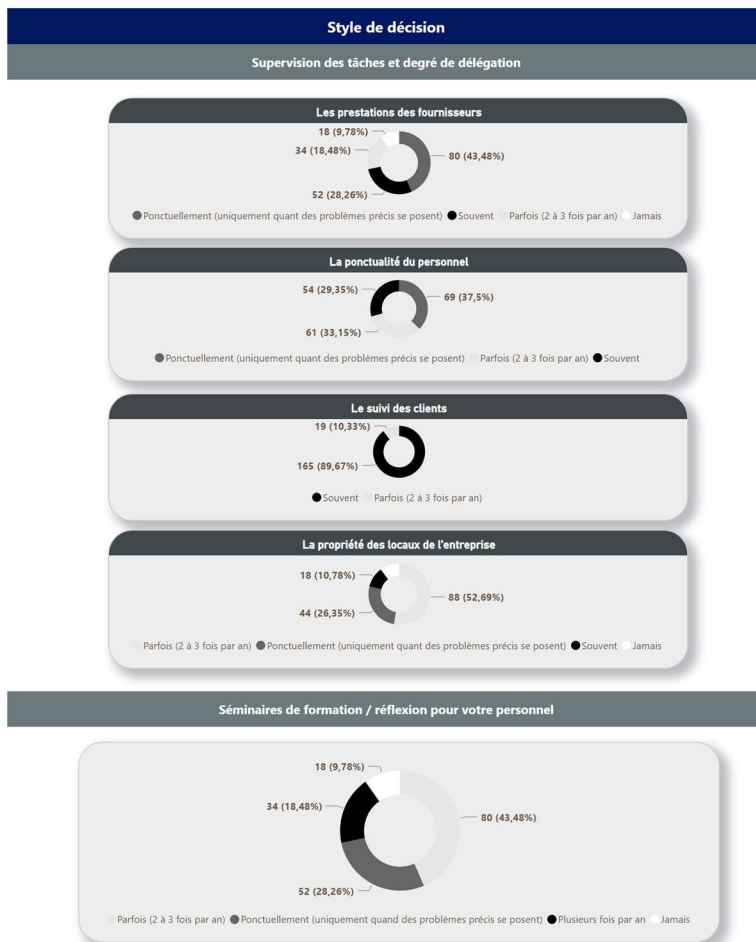 Style de décision
Supervision des tâches et degré de délégation
Les prestations des fournisseurs
18 (9,78%)
34 (18,48%)
80 (43,48%)
52 (28,26%)
Ponctuellement (uniquement quant des problèmes précis se posent) Souvent Parfois (2 à 3 fois par an) Jamais
La ponctualité du personnel
54 (29,35%)
69 (37,5%)
61 (33,15%)
Ponctuellement (uniquement quant des problèmes précis se posent) Parfois (2 à 3 fois par an) Souvent
Le suivi des clients
19 (10,33%)
165 (89,67%)
Souvent Parfois (2 à 3 fois par an)
La propriété des locaux de l'entreprise
18 (10,78%)
88 (52,69%)
44 (26,35%)
Parfois (2 à 3 fois par an) Ponctuellement (uniquement quant des problèmes précis se posent) Souvent Jamais
Séminaires de formation / réflexion pour votre personnel
18 (9,78%)
34 (18,48%)
80 (43,48%)
52 (28,26%)
Parfois (2 à 3 fois par an) Ponctuellement (uniquement quand des problèmes précis se posent) Plusieurs fois par an Jamais